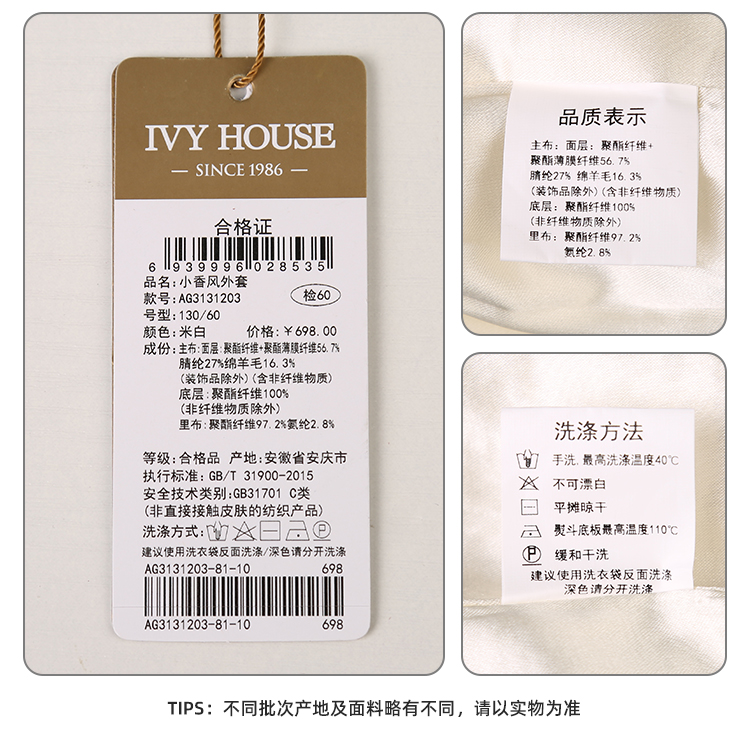 IVY HOUSE
— SINCE 1986 —
合格证
6 939996 028535
品名:小香风外套
款号:AG3131203
检60
号型:130/60
颜色:米白 价格:￥698.00
成份:主布:面层:聚酯纤维+聚酯薄膜纤维56.7%
腈纶27%绵羊毛16.3%
(装饰品除外)(含非纤维物质)
底层:聚酯纤维100%
(非纤维物质除外)
里布:聚酯纤维97.2%氨纶2.8%
等级:合格品 产地:安徽省安庆市
执行标准:GB/T 31900-2015
安全技术类别:GB31701 C类
(非直接接触皮肤的纺织产品)
洗涤方式:
建议使用洗衣袋反面洗涤/深色请分开洗涤
AG3131203-81-10 698
AG3131203-81-10 698
品质表示
主布：面层：聚酯纤维+
聚酯薄膜纤维56.7%
腈纶27% 绵羊毛16.3%
(装饰品除外)(含非纤维物质)
底层：聚酯纤维100%
(非纤维物质除外)
里布：聚酯纤维97.2%
氨纶2.8%
洗涤方法
手洗,最高洗涤温度40℃
不可漂白
平摊晾干
熨斗底板最高温度110℃
缓和干洗
建议使用洗衣袋反面洗涤
深色请分开洗涤
TIPS：不同批次产地及面料略有不同，请以实物为准